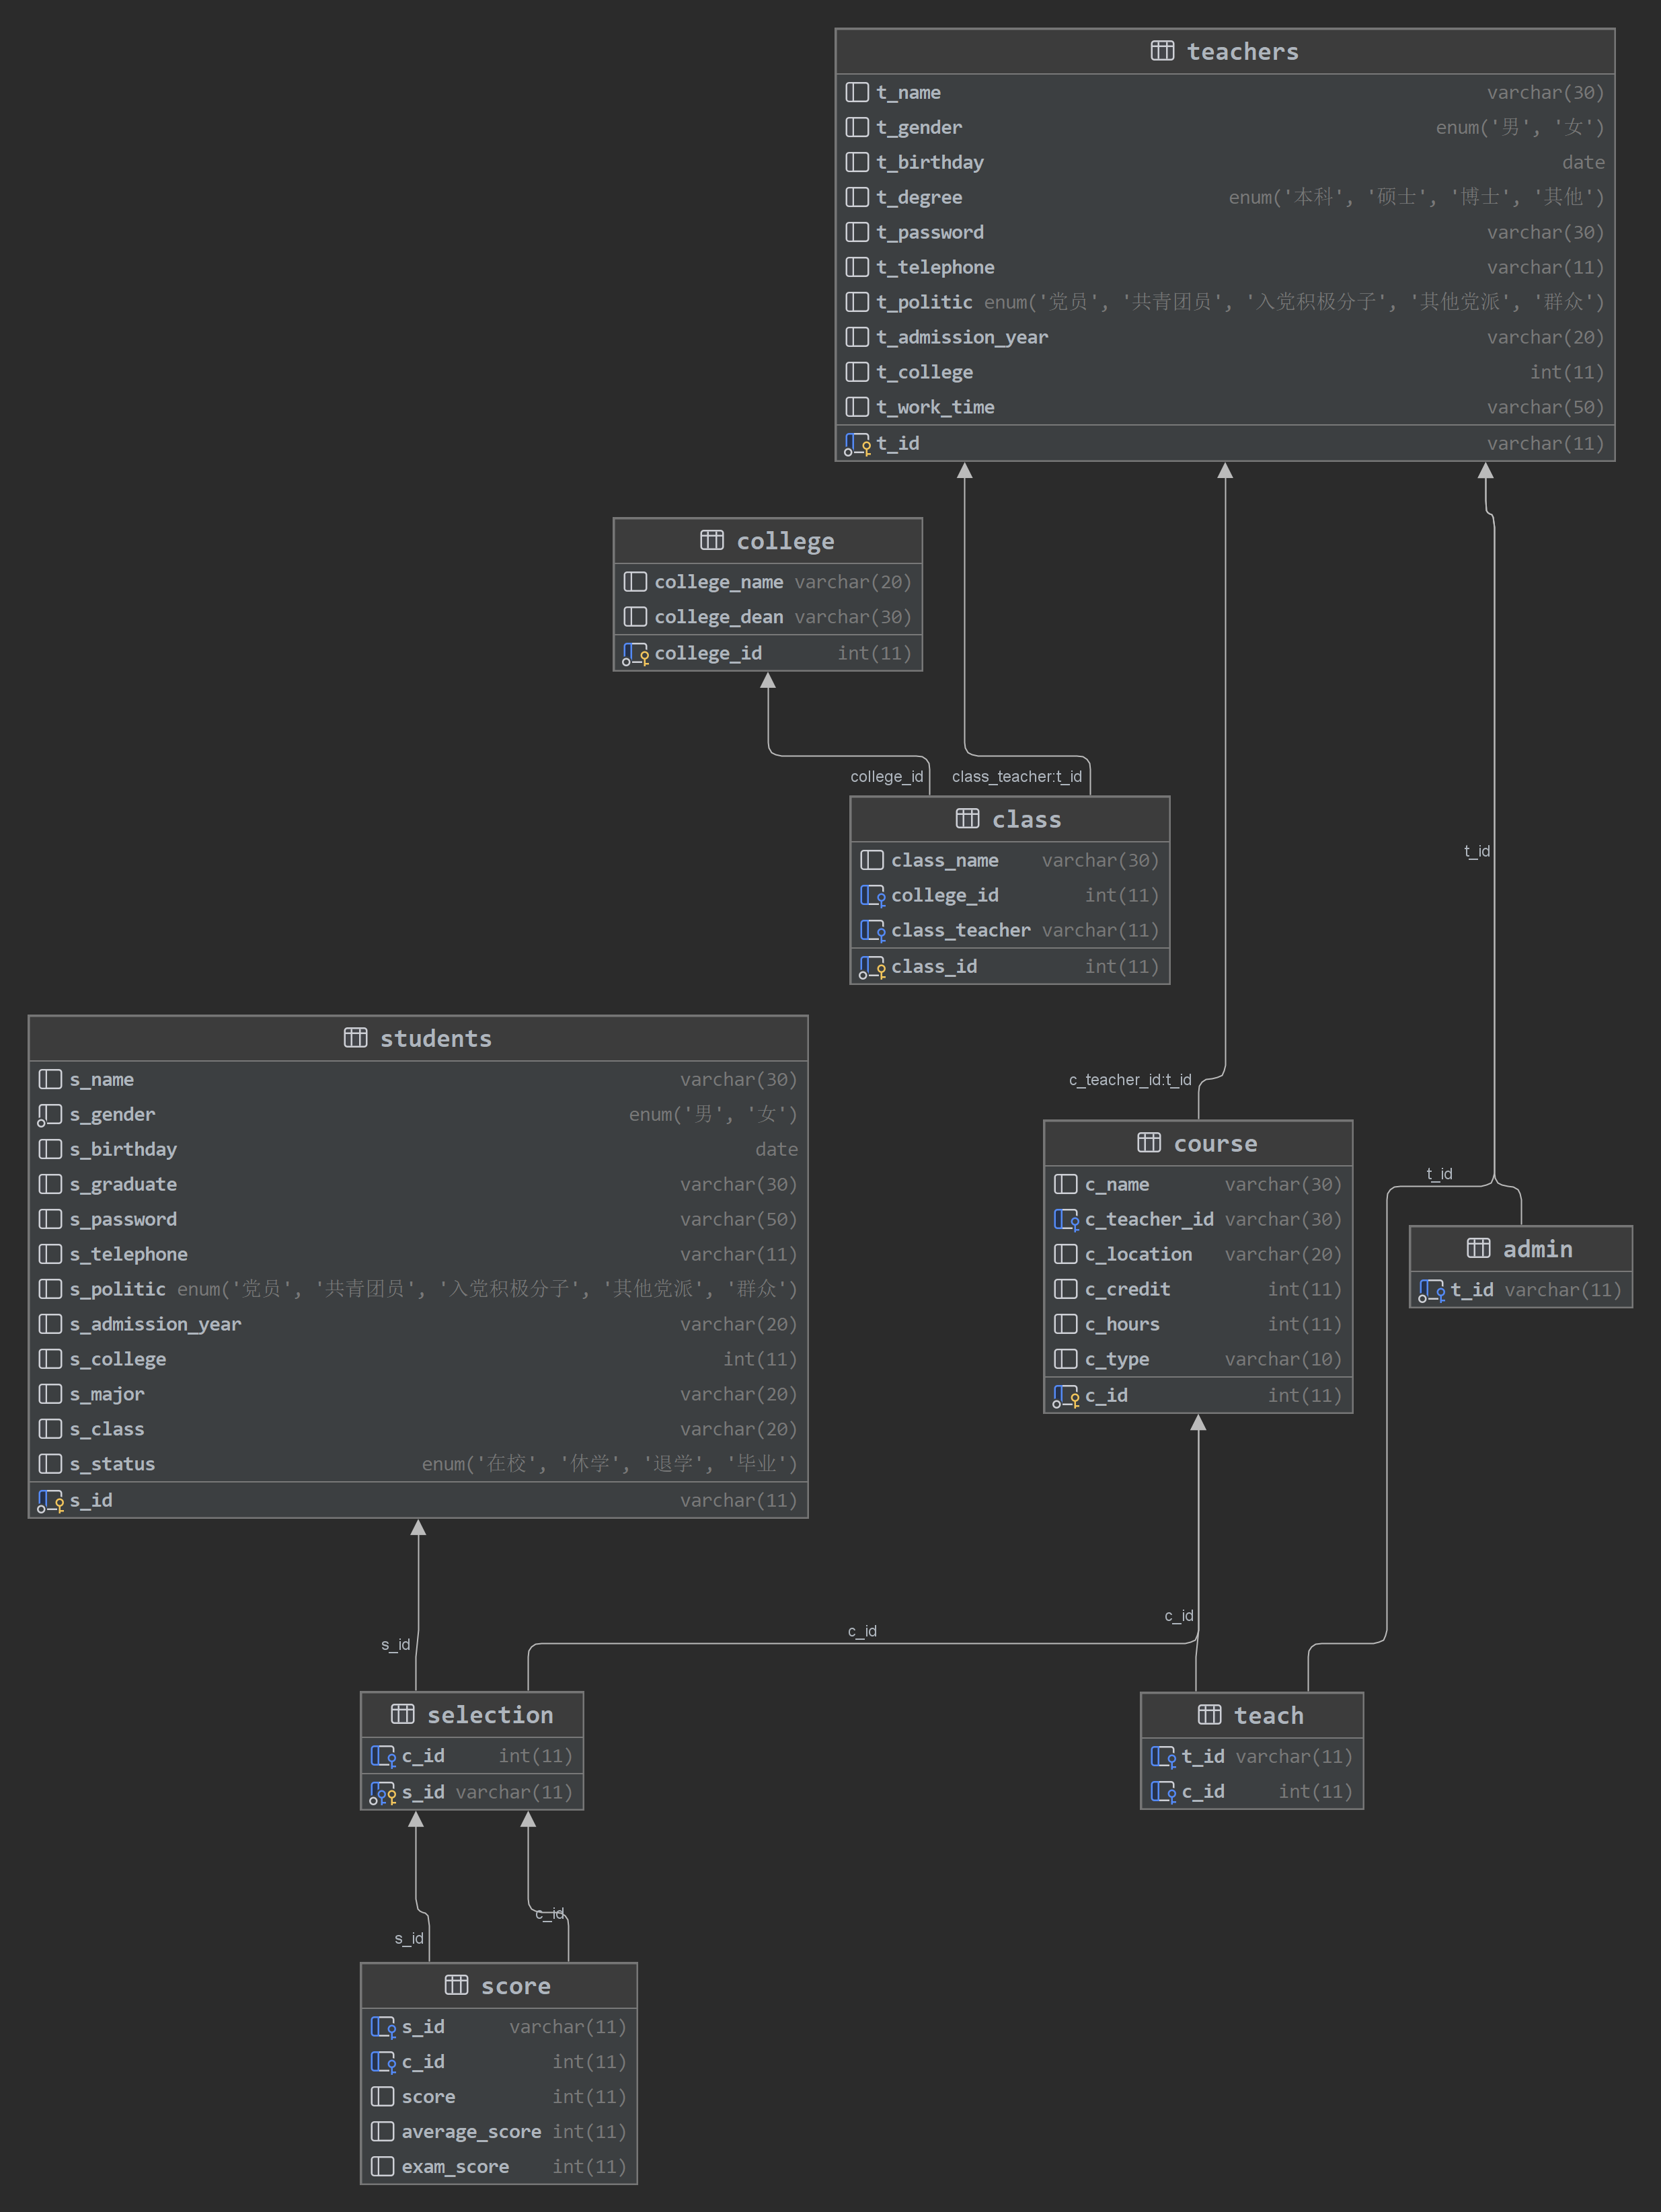 teachers
t_name varchar(30)
t_gender enum('男', '女')
t_birthday date
t_degree enum('本科', '硕士', '博士', '其他')
t_password varchar(30)
t_telephone varchar(11)
t_politic enum('党员', '共青团员', '入党积极分子', '其他党派', '群众')
t_admission_year varchar(20)
t_college int(11)
t_work_time varchar(50)
t_id varchar(11)
college
college_name varchar(20)
college_dean varchar(30)
college_id int(11)
college_id
class_teacher:t_id
class
class_name varchar(30)
college_id int(11)
class_teacher varchar(11)
class_id int(11)
t_id
students
s_name varchar(30)
s_gender enum('男', '女')
s_birthday date
s_graduate varchar(30)
s_password varchar(50)
s_telephone varchar(11)
s_politic enum('党员', '共青团员', '入党积极分子', '其他党派', '群众')
s_admission_year varchar(20)
s_college int(11)
s_major varchar(20)
s_class varchar(20)
s_status enum('在校', '休学', '退学', '毕业')
s_id varchar(11)
c_teacher_id:t_id
course
c_name varchar(30)
c_teacher_id varchar(30)
c_location varchar(20)
c_credit int(11)
c_hours int(11)
c_type varchar(10)
c_id int(11)
t_id
admin
t_id varchar(11)
s_id
c_id
c_id
selection
c_id int(11)
s_id varchar(11)
teach
t_id varchar(11)
c_id int(11)
s_id
c_id
score
s_id varchar(11)
c_id int(11)
score int(11)
average_score int(11)
exam_score int(11)